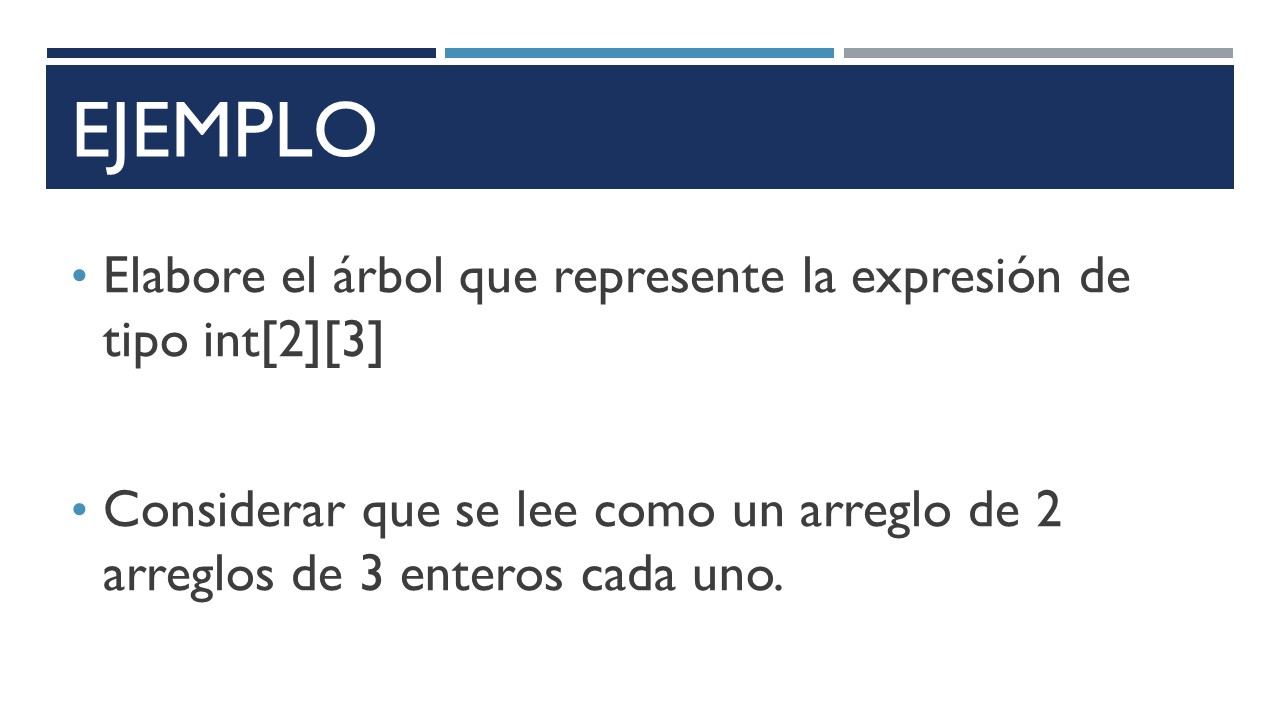 EJEMPLO
• Elabore el árbol que represente la expresión de
tipo int[2][3]
• Considerar que se lee como un arreglo de 2
arreglos de 3 enteros cada uno.